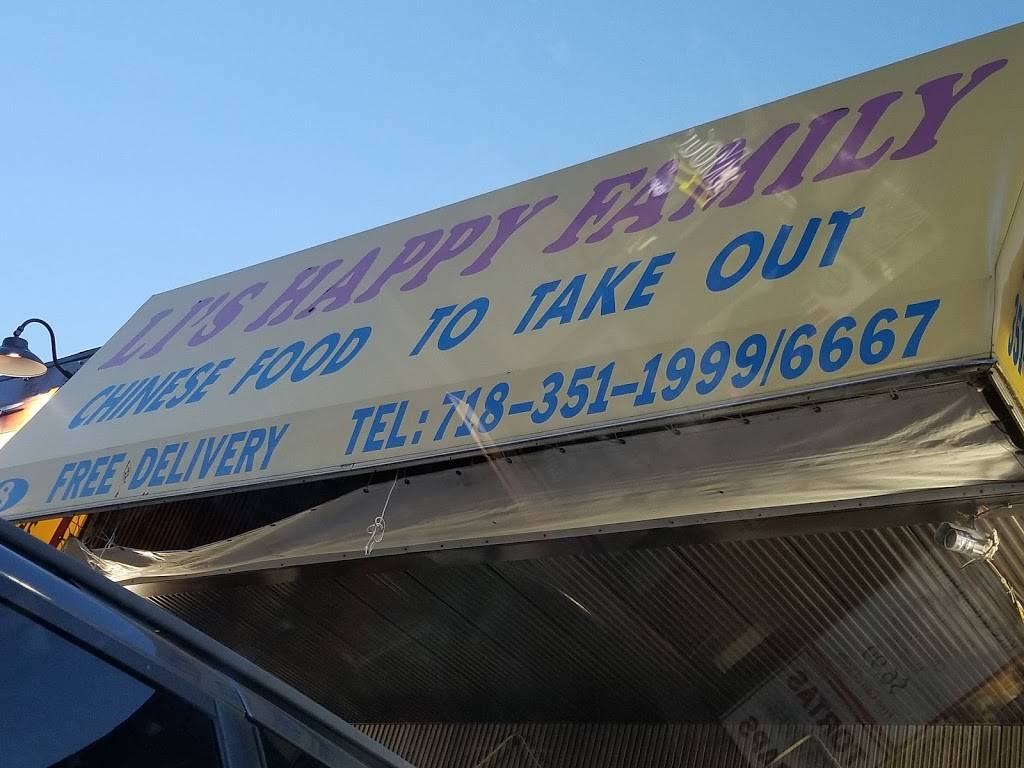 LI'S HAPPY FAMILY
CHINESE FOOD TO TAKE OUT
FREE DELIVERY TEL: 718-351-1999/6667